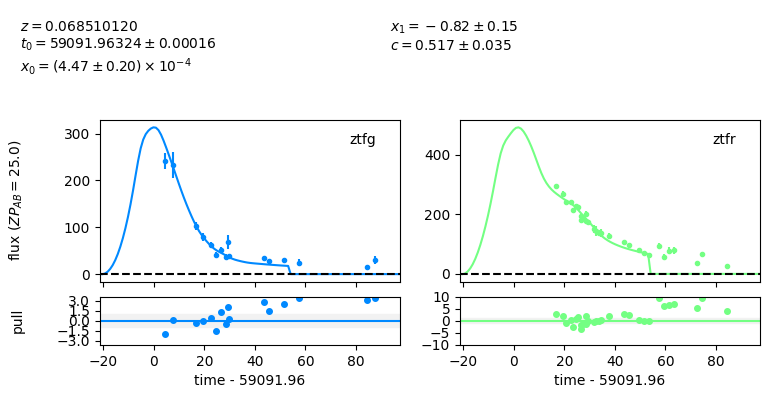 z = 0.068510120
t0 = 59091.96324 ± 0.00016
x0 = (4.47 ± 0.20) × 10^−4
x1 = −0.82 ± 0.15
c = 0.517 ± 0.035
flux (ZP_AB = 25.0)
300
200
100
0
ztfg
400
200
0
ztfr
pull
3.0
1.5
0.0
−1.5
−3.0
−20 0 20 40 60 80
time - 59091.96
10
5
0
−5
−10
−20 0 20 40 60 80
time - 59091.96